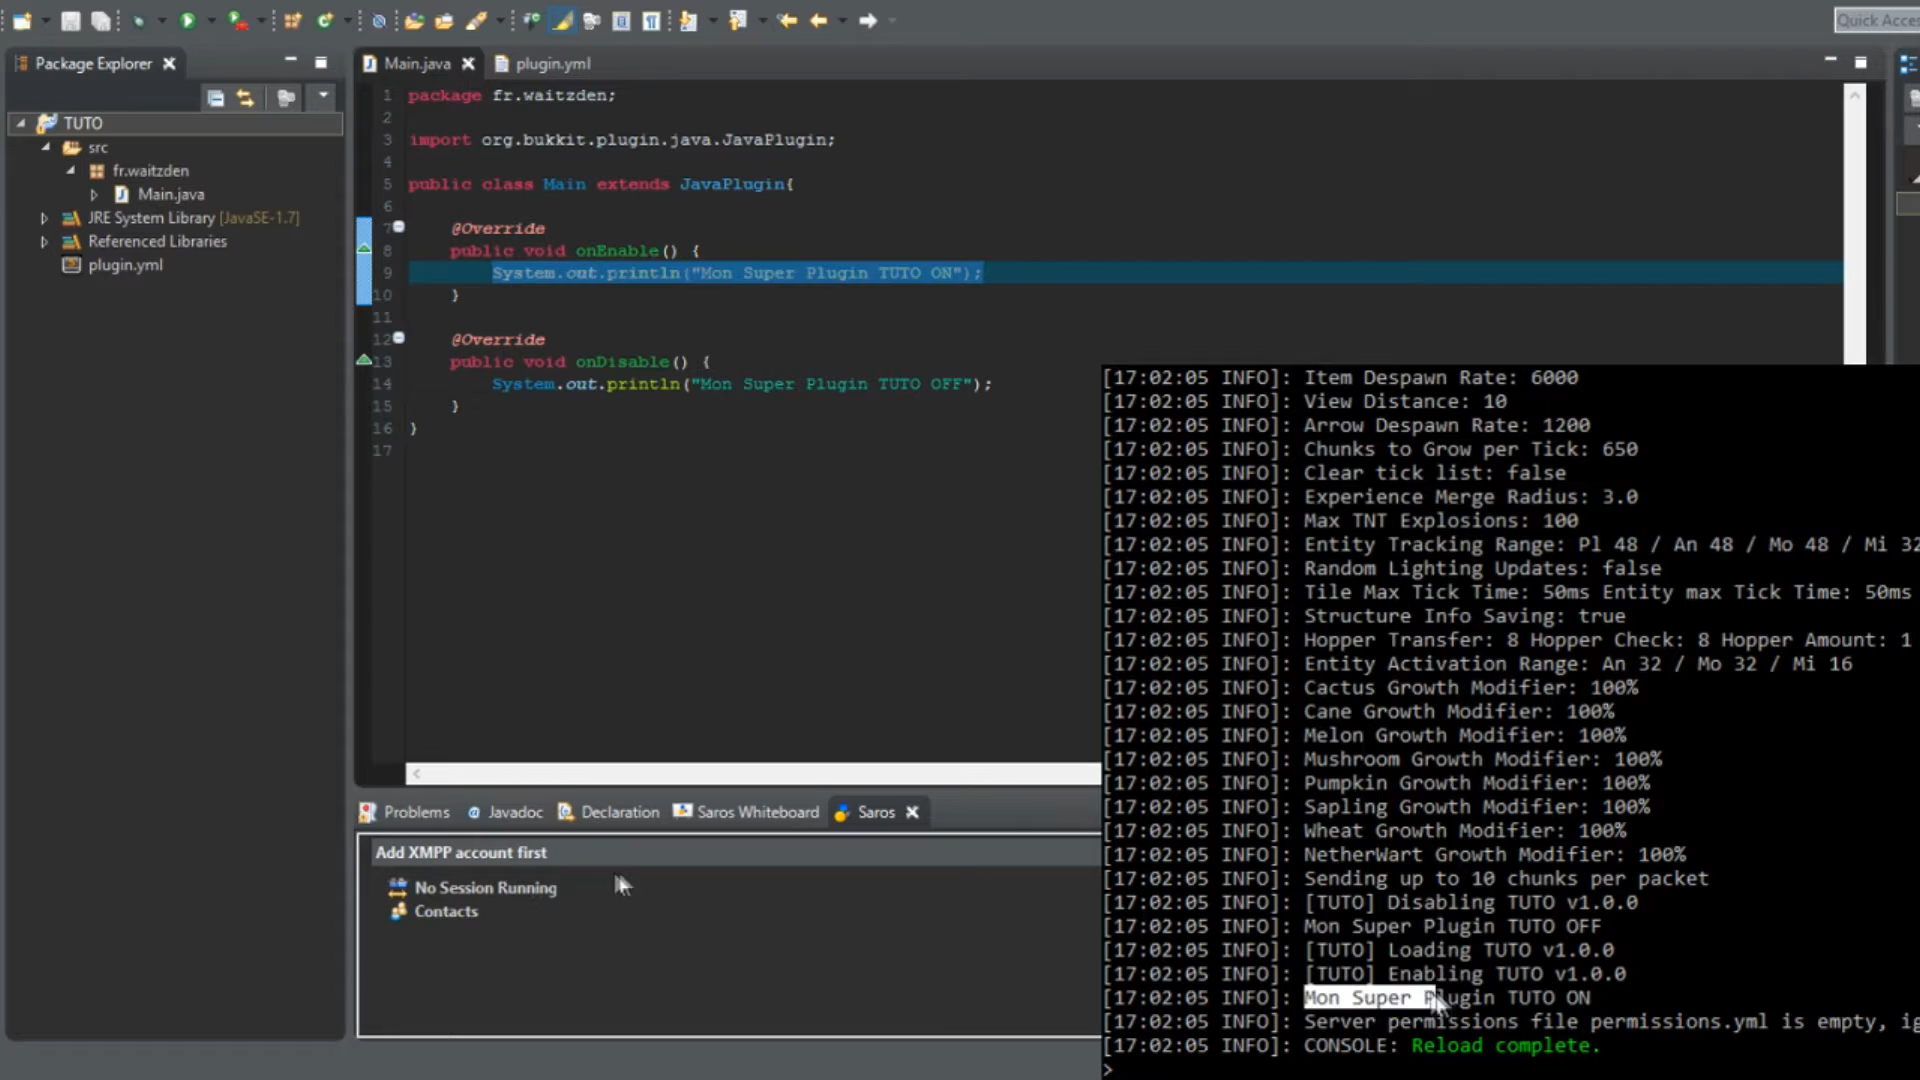 Quick Acces
Package Explorer
TUTO
src
fr.waitzden
Main.java
JRE System Library [JavaSE-1.7]
Referenced Libraries
plugin.yml
Main.java
plugin.yml
1 package fr.waitzden;
2
3 import org.bukkit.plugin.java.JavaPlugin;
4
5 public class Main extends JavaPlugin{
6
7 @Override
8 public void onEnable() {
9 System.out.println("Mon Super Plugin TUTO ON");
10 }
11
12 @Override
13 public void onDisable() {
14 System.out.println("Mon Super Plugin TUTO OFF");
15 }
16 }
17
Problems @ Javadoc Declaration Saros Whiteboard Saros
Add XMPP account first
No Session Running
Contacts
[17:02:05 INFO]: Item Despawn Rate: 6000
[17:02:05 INFO]: View Distance: 10
[17:02:05 INFO]: Arrow Despawn Rate: 1200
[17:02:05 INFO]: Chunks to Grow per Tick: 650
[17:02:05 INFO]: Clear tick list: false
[17:02:05 INFO]: Experience Merge Radius: 3.0
[17:02:05 INFO]: Max TNT Explosions: 100
[17:02:05 INFO]: Entity Tracking Range: Pl 48 / An 48 / Mo 48 / Mi 32
[17:02:05 INFO]: Random Lighting Updates: false
[17:02:05 INFO]: Tile Max Tick Time: 50ms Entity max Tick Time: 50ms
[17:02:05 INFO]: Structure Info Saving: true
[17:02:05 INFO]: Hopper Transfer: 8 Hopper Check: 8 Hopper Amount: 1
[17:02:05 INFO]: Entity Activation Range: An 32 / Mo 32 / Mi 16
[17:02:05 INFO]: Cactus Growth Modifier: 100%
[17:02:05 INFO]: Cane Growth Modifier: 100%
[17:02:05 INFO]: Melon Growth Modifier: 100%
[17:02:05 INFO]: Mushroom Growth Modifier: 100%
[17:02:05 INFO]: Pumpkin Growth Modifier: 100%
[17:02:05 INFO]: Sapling Growth Modifier: 100%
[17:02:05 INFO]: Wheat Growth Modifier: 100%
[17:02:05 INFO]: NetherWart Growth Modifier: 100%
[17:02:05 INFO]: Sending up to 10 chunks per packet
[17:02:05 INFO]: [TUTO] Disabling TUTO v1.0.0
[17:02:05 INFO]: Mon Super Plugin TUTO OFF
[17:02:05 INFO]: [TUTO] Loading TUTO v1.0.0
[17:02:05 INFO]: [TUTO] Enabling TUTO v1.0.0
[17:02:05 INFO]: Mon Super Plugin TUTO ON
[17:02:05 INFO]: Server permissions file permissions.yml is empty, ig
[17:02:05 INFO]: CONSOLE: Reload complete.
>